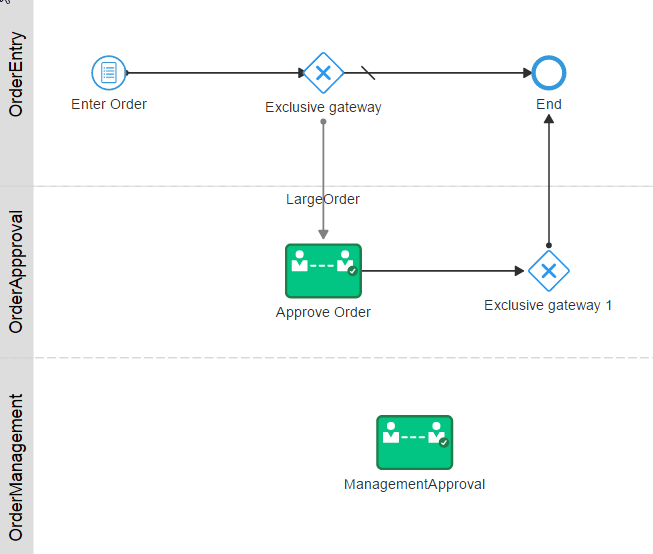 OrderEntry
Enter Order
Exclusive gateway
End
LargeOrder
OrderAppproval
Approve Order
Exclusive gateway 1
OrderManagement
ManagementApproval